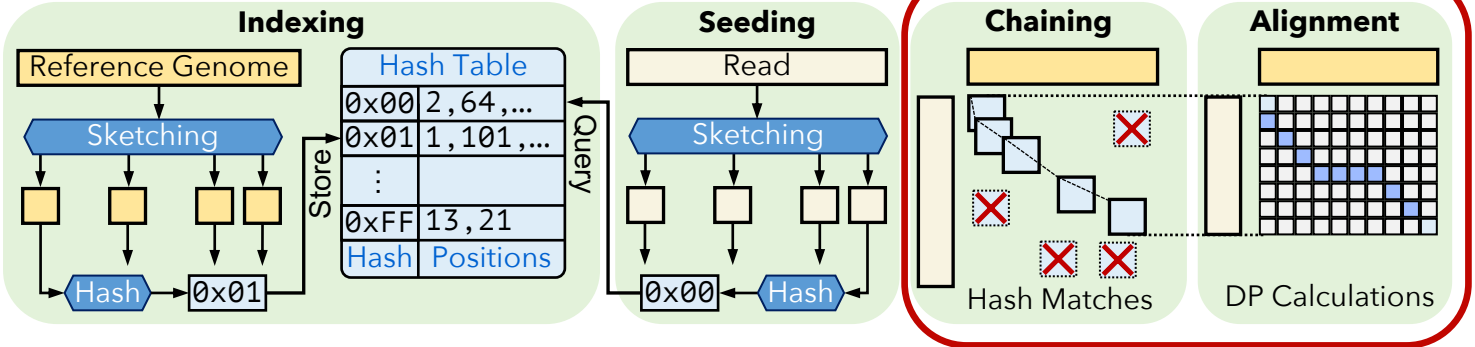 Indexing
Reference Genome
Sketching
Hash
0x01
Store
Hash Table
0x00 2,64,…
0x01 1,101,…
⋮
0xFF 13,21
Hash Positions
Query
Seeding
Read
Sketching
0x00
Hash
Chaining
Hash Matches
Alignment
DP Calculations